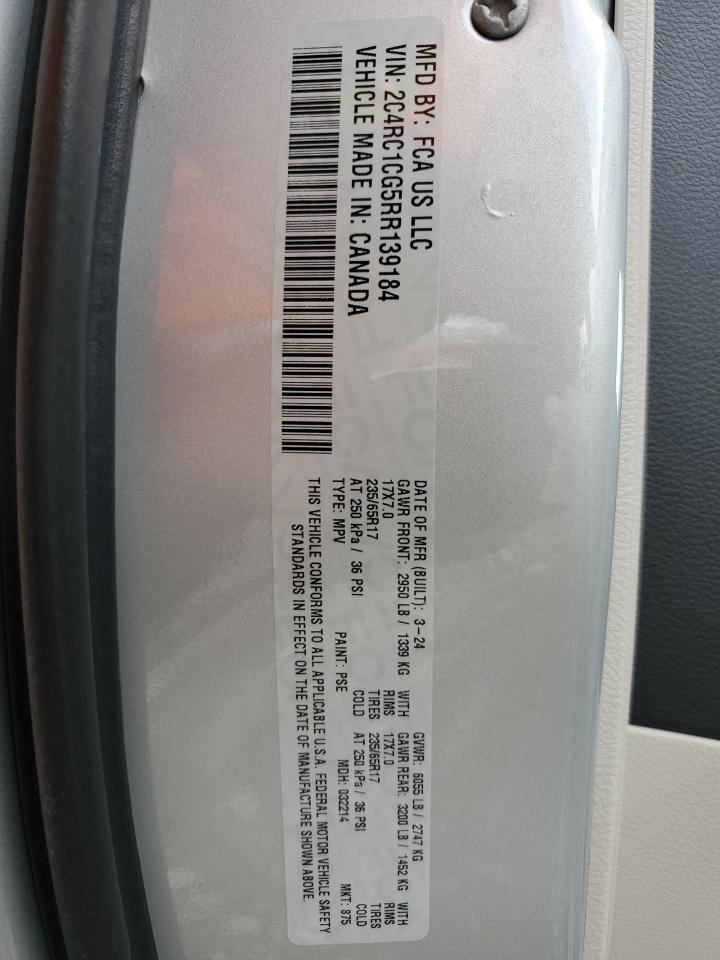 MFD BY: FCA US LLC
VIN: 2C4RC1CG5RR139184
VEHICLE MADE IN: CANADA
DATE OF MFR (BUILT): 3-24 GVWR: 6055 LB / 2747 KG
GAWR FRONT: 2950 LB / 1339 KG WITH GAWR REAR: 3200 LB / 1452 KG WITH
17X7.0 RIMS 17X7.0 RIMS
235/65R17 TIRES 235/65R17 TIRES
AT 250 kPa / 36 PSI COLD AT 250 kPa / 36 PSI COLD
TYPE: MPV PAINT: PSE MDH: 032214 MKT: 875
THIS VEHICLE CONFORMS TO ALL APPLICABLE U.S.A. FEDERAL MOTOR VEHICLE SAFETY
STANDARDS IN EFFECT ON THE DATE OF MANUFACTURE SHOWN ABOVE.